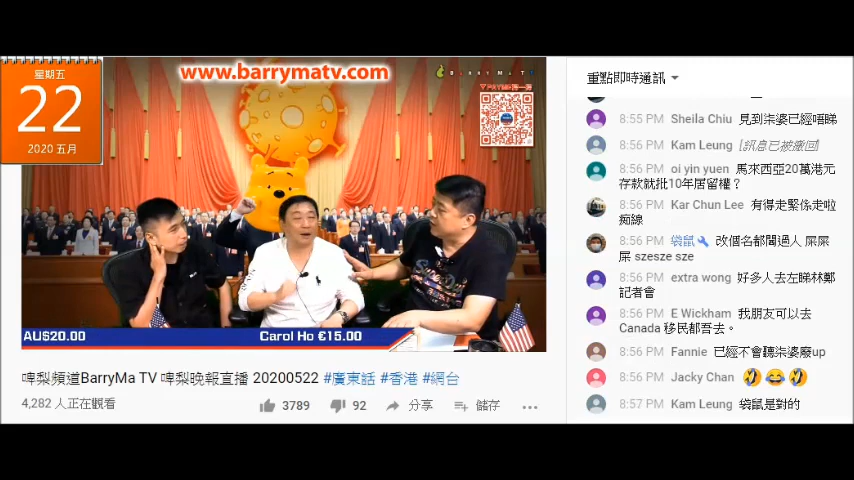 星期五
22
2020 五月
www.barrymatv.com
BARRYMATV
AU$20.00
Carol Ho €15.00
啤梨頻道BarryMa TV 啤梨晚報直播 20200522 #廣東話 #香港 #網台
4,282 人正在觀看
3789
92
分享
儲存
重點即時通訊
8:55 PM Sheila Chiu 見到柒婆已經唔睇
8:56 PM Kam Leung [訊息已被撤回]
8:56 PM oi yin yuen 馬來西亞20萬港元
存款就批10年居留權？
8:56 PM Kar Chun Lee 有得走緊係走啦
痴線
8:56 PM 袋鼠 改個名都鬧過人 屌屌
屌 szesze sze
8:56 PM extra wong 好多人去左睇林鄭
記者會
8:56 PM E Wickham 我朋友可以去
Canada 移民都吾去。
8:56 PM Fannie 已經不會聽柒婆廢up
8:56 PM Jacky Chan 🤣😂🤣
8:57 PM Kam Leung 袋鼠是對的